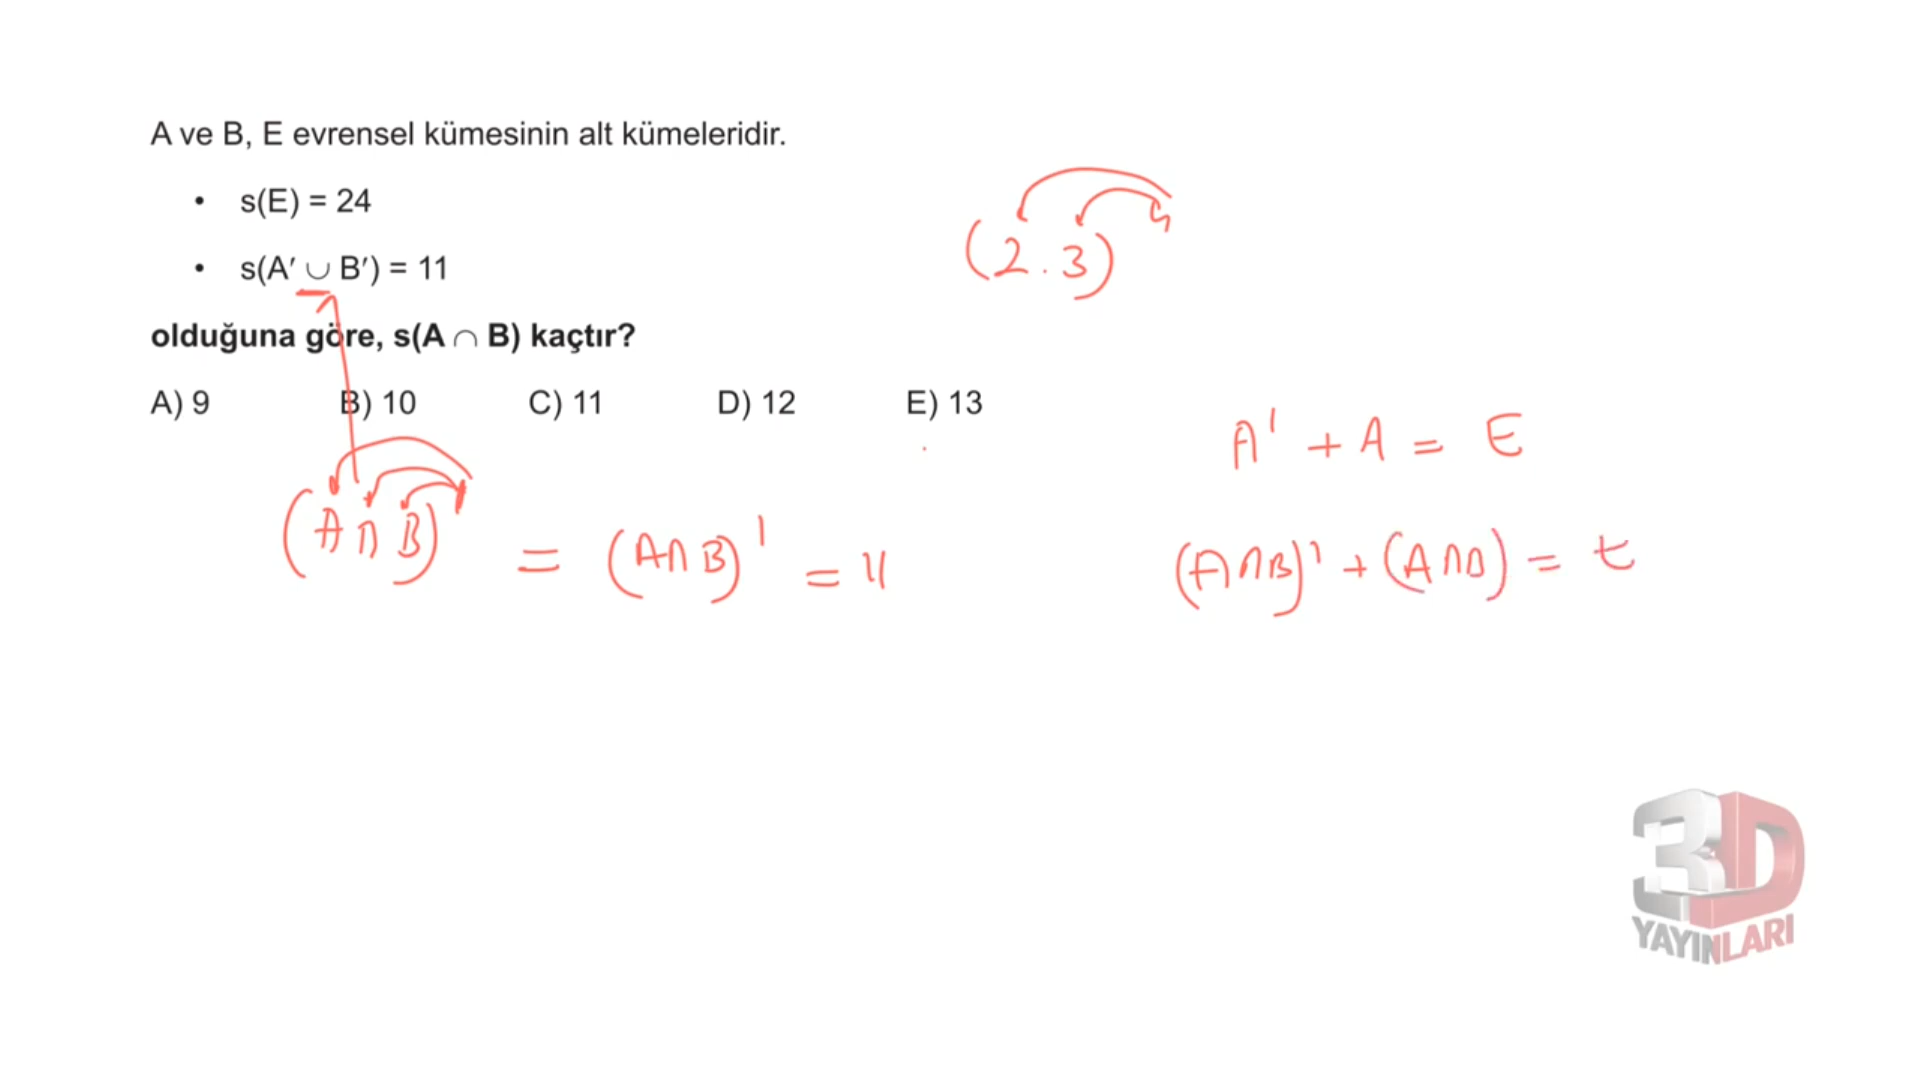 A ve B, E evrensel kümesinin alt kümeleridir.
• s(E) = 24
• s(A′ ∪ B′) = 11
olduğuna göre, s(A ∩ B) kaçtır?
A) 9 B) 10 C) 11 D) 12 E) 13
(2.3)
A' + A = E
(A∩B)' = (A∩B)' = 11
(A∩B)' + (A∩B) =
3D
YAYINLARI